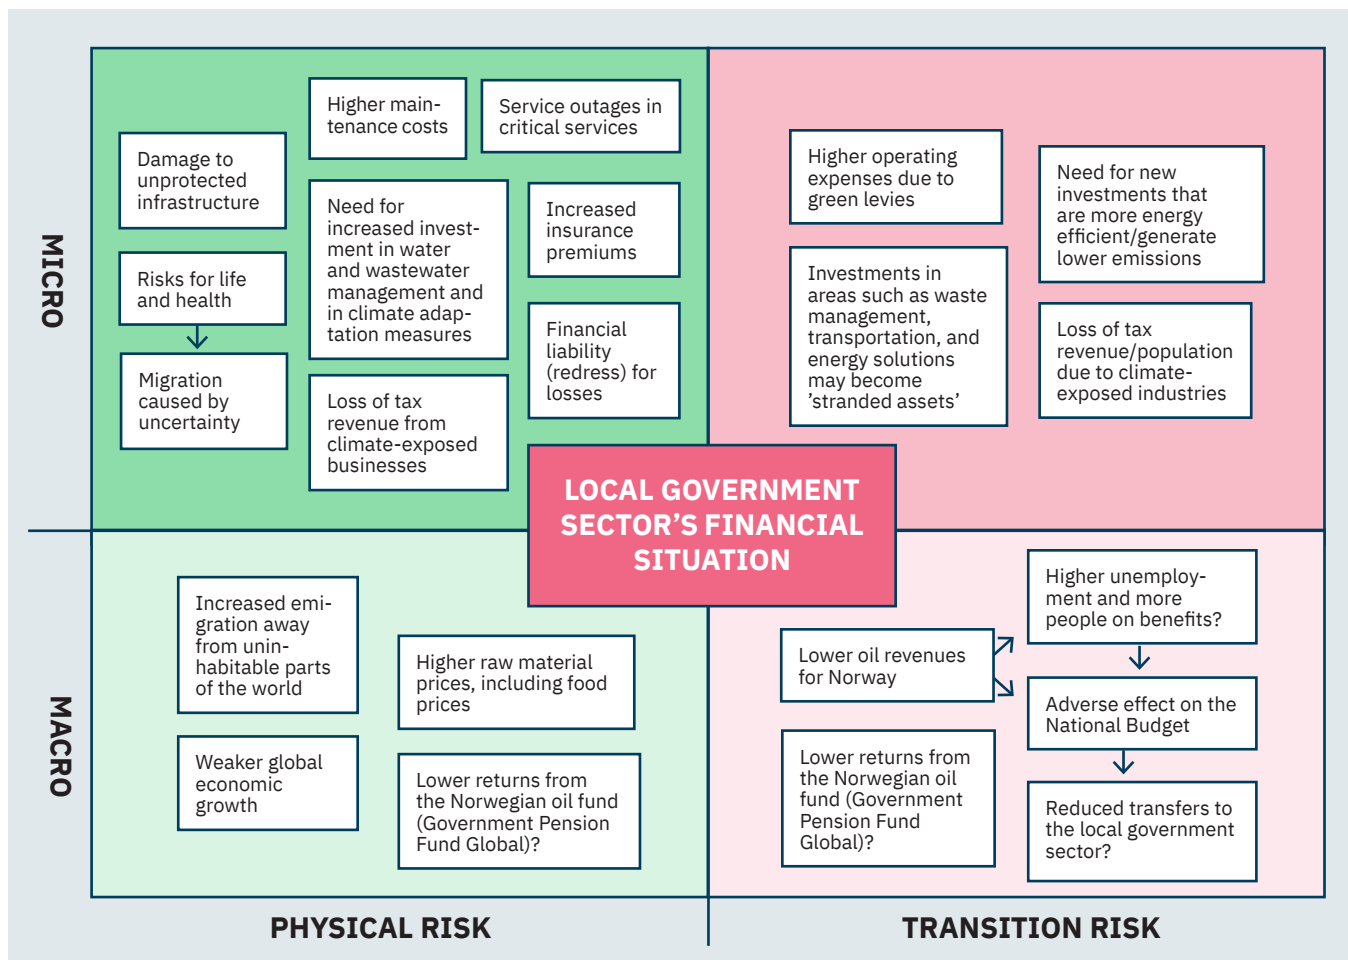 MICRO
Damage to
unprotected
infrastructure
Risks for life
and health
Migration
caused by
uncertainty
Higher main-
tenance costs
Service outages in
critical services
Need for
increased invest-
ment in water
and wastewater
management and
in climate adap-
tation measures
Increased
insurance
premiums
Financial
liability
(redress) for
losses
Loss of tax
revenue from
climate-exposed
businesses
Higher operating
expenses due to
green levies
Need for new
investments that
are more energy
efficient/generate
lower emissions
Investments in
areas such as waste
management,
transportation, and
energy solutions
may become
’stranded assets’
Loss of tax
revenue/population
due to climate-
exposed industries
LOCAL GOVERNMENT
SECTOR’S FINANCIAL
SITUATION
MACRO
Increased emi-
gration away
from unin-
habitable parts
of the world
Higher raw material
prices, including food
prices
Weaker global
economic
growth
Lower returns from
the Norwegian oil fund
(Government Pension
Fund Global)?
Lower oil revenues
for Norway
Higher unemploy-
ment and more
people on benefits?
Adverse effect on the
National Budget
Lower returns from
the Norwegian oil
fund (Government
Pension Fund
Global)?
Reduced transfers to
the local government
sector?
PHYSICAL RISK
TRANSITION RISK